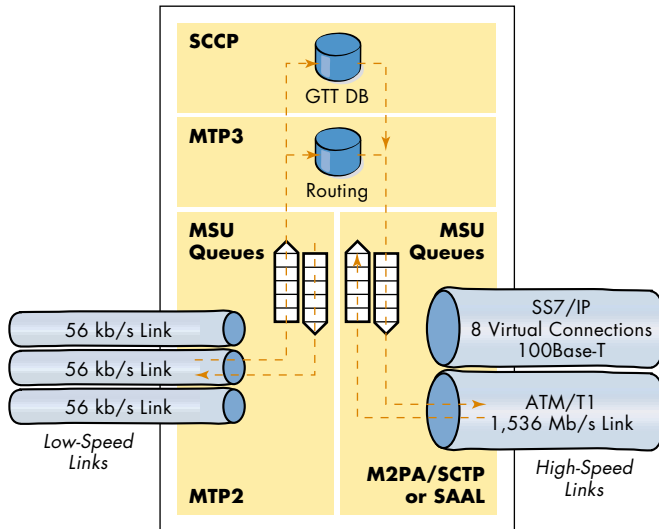 SCCP
GTT DB
MTP3
Routing
MSU
Queues
MSU
Queues
56 kb/s Link
56 kb/s Link
56 kb/s Link
Low-Speed
Links
SS7/IP
8 Virtual Connections
100Base-T
ATM/T1
1,536 Mb/s Link
High-Speed
Links
MTP2
M2PA/SCTP
or SAAL